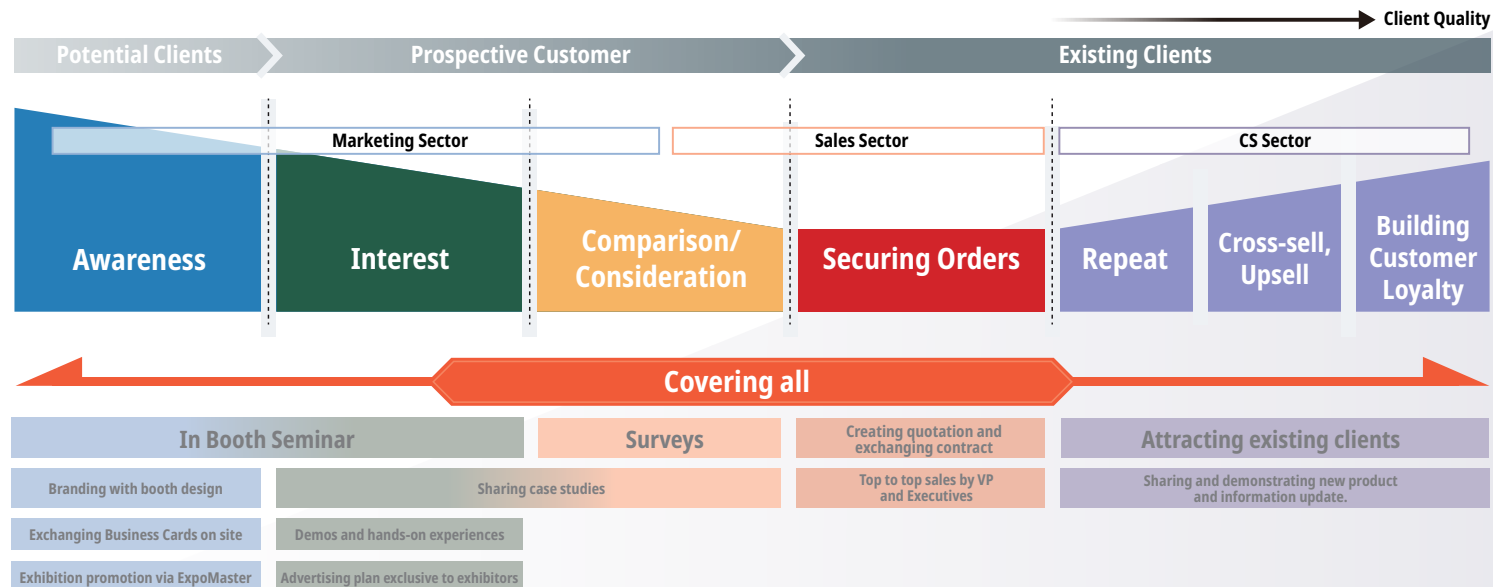 Client Quality
Potential Clients
Prospective Customer
Existing Clients
Marketing Sector
Sales Sector
CS Sector
Awareness
Interest
Comparison/
Consideration
Securing Orders
Repeat
Cross-sell,
Upsell
Building
Customer
Loyalty
Covering all
In Booth Seminar
Surveys
Creating quotation and
exchanging contract
Attracting existing clients
Branding with booth design
Sharing case studies
Top to top sales by VP
and Executives
Sharing and demonstrating new product
and information update.
Exchanging Business Cards on site
Demos and hands-on experiences
Exhibition promotion via ExpoMaster
Advertising plan exclusive to exhibitors